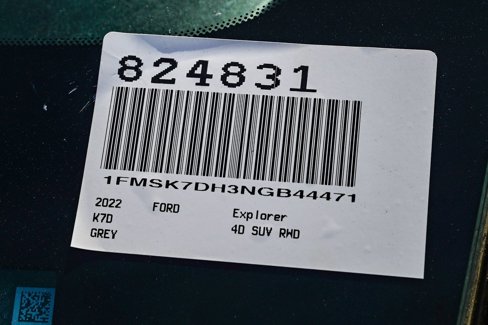 824831
1FMSK7DH3NGB44471
2022 FORD Explorer
K7D 4D SUV RWD
GREY